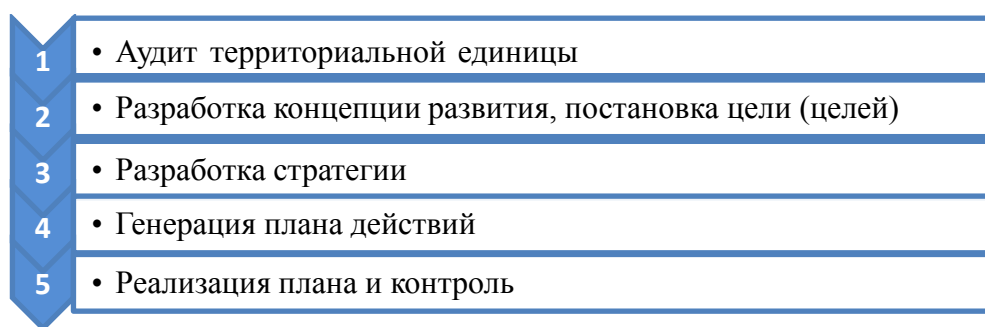 1 • Аудит территориальной единицы
2 • Разработка концепции развития, постановка цели (целей)
3 • Разработка стратегии
4 • Генерация плана действий
5 • Реализация плана и контроль